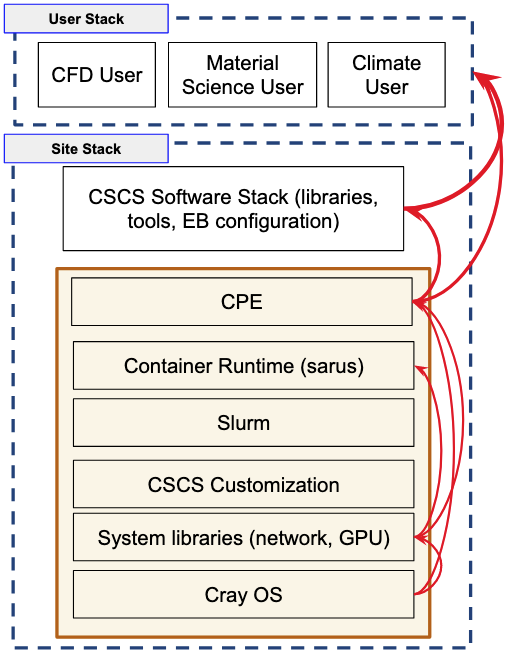 User Stack
CFD User
Material
Science User
Climate
User
Site Stack
CSCS Software Stack (libraries,
tools, EB configuration)
CPE
Container Runtime (sarus)
Slurm
CSCS Customization
System libraries (network, GPU)
Cray OS